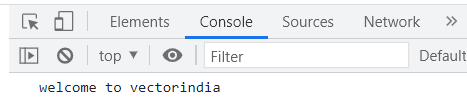 Elements Console Sources Network »
top ▼ Filter Default
welcome to vectorindia